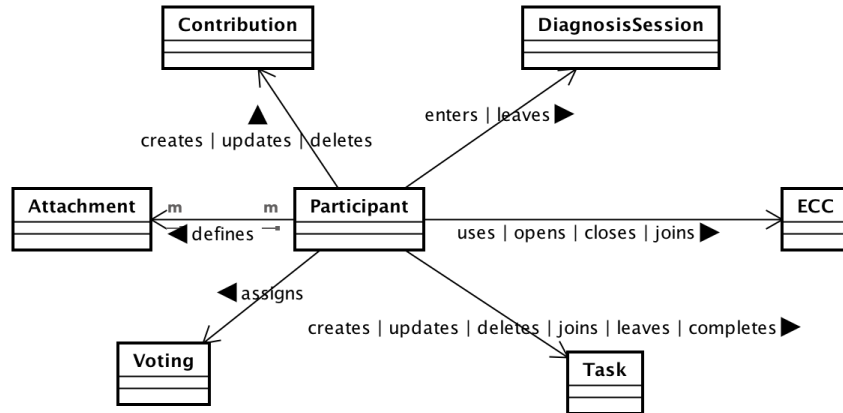 Contribution
DiagnosisSession
enters | leaves
creates | updates | deletes
Attachment
m
m
Participant
ECC
defines
uses | opens | closes | joins
assigns
creates | updates | deletes | joins | leaves | completes
Voting
Task